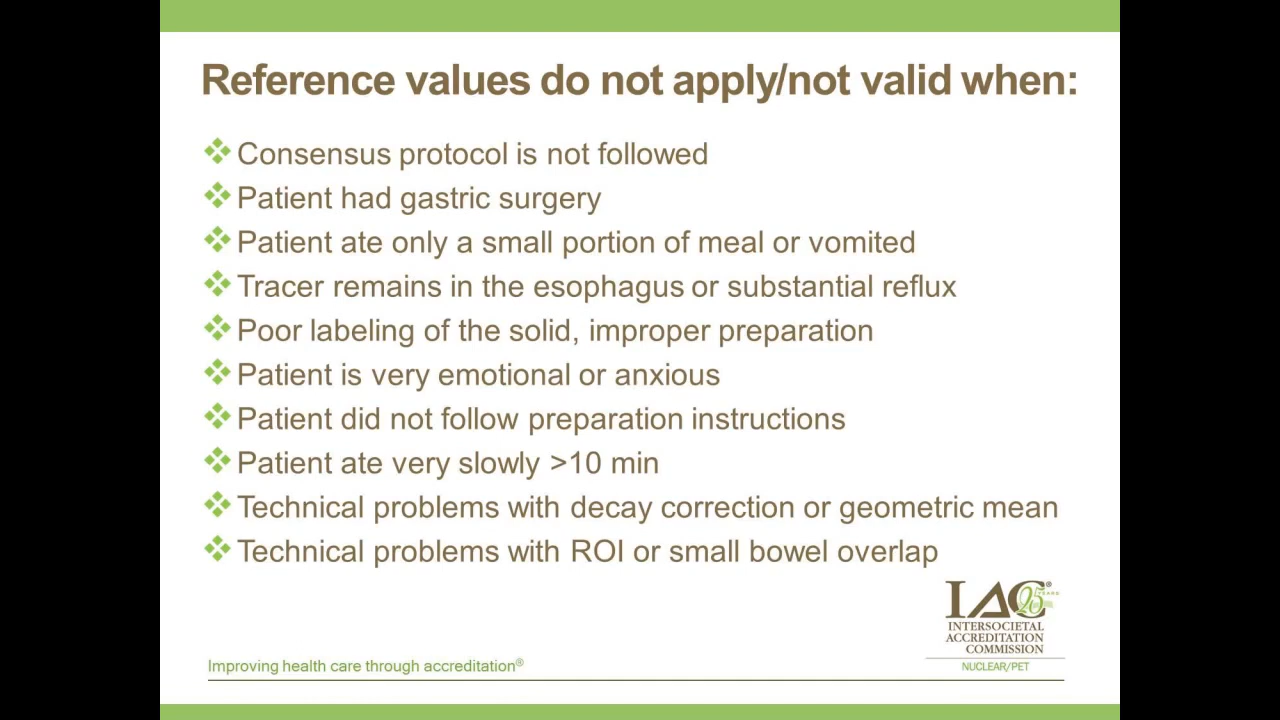 Reference values do not apply/not valid when:
Consensus protocol is not followed
Patient had gastric surgery
Patient ate only a small portion of meal or vomited
Tracer remains in the esophagus or substantial reflux
Poor labeling of the solid, improper preparation
Patient is very emotional or anxious
Patient did not follow preparation instructions
Patient ate very slowly >10 min
Technical problems with decay correction or geometric mean
Technical problems with ROI or small bowel overlap
IAC®
25 YEARS
INTERSOCIETAL
ACCREDITATION
COMMISSION
NUCLEAR/PET
Improving health care through accreditation®